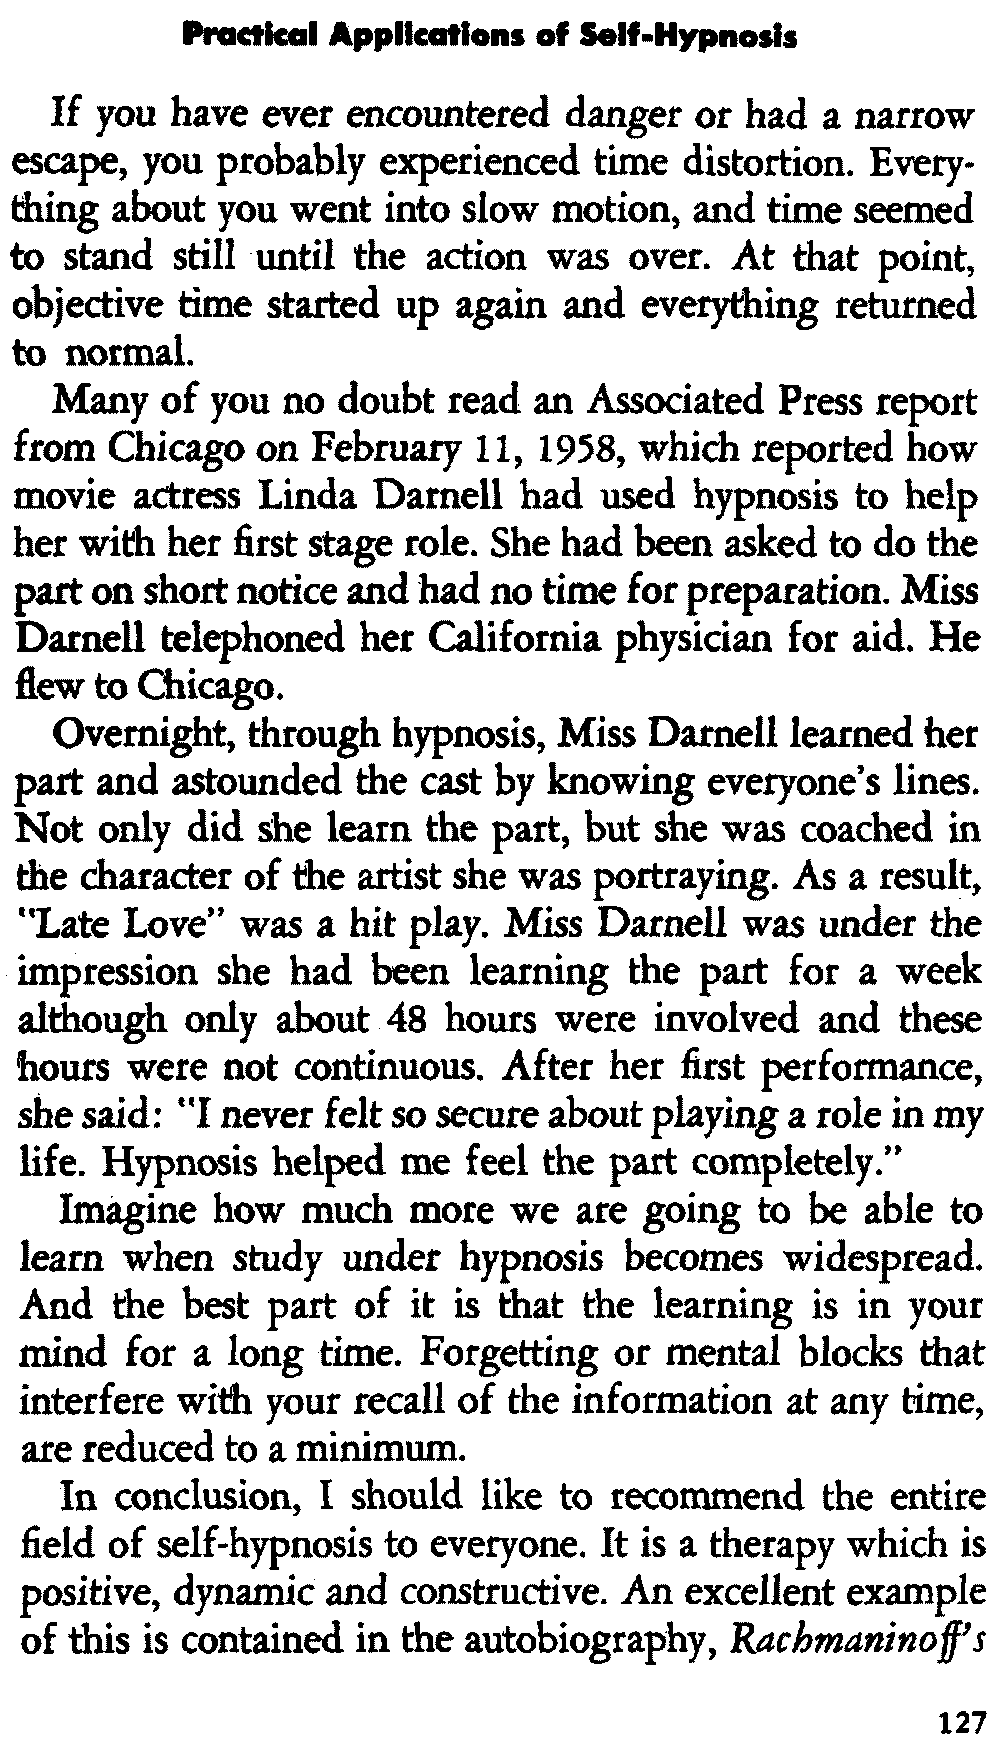 Practical Applications of Self-Hypnosis
If you have ever encountered danger or had a narrow
escape, you probably experienced time distortion. Every-
thing about you went into slow motion, and time seemed
to stand still until the action was over. At that point,
objective time started up again and everything returned
to normal.
Many of you no doubt read an Associated Press report
from Chicago on February 11, 1958, which reported how
movie actress Linda Darnell had used hypnosis to help
her with her first stage role. She had been asked to do the
part on short notice and had no time for preparation. Miss
Darnell telephoned her California physician for aid. He
flew to Chicago.
Overnight, through hypnosis, Miss Darnell learned her
part and astounded the cast by knowing everyone's lines.
Not only did she learn the part, but she was coached in
the character of the artist she was portraying. As a result,
"Late Love" was a hit play. Miss Darnell was under the
impression she had been learning the part for a week
although only about 48 hours were involved and these
hours were not continuous. After her first performance,
she said: "I never felt so secure about playing a role in my
life. Hypnosis helped me feel the part completely."
Imagine how much more we are going to be able to
learn when study under hypnosis becomes widespread.
And the best part of it is that the learning is in your
mind for a long time. Forgetting or mental blocks that
interfere with your recall of the information at any time,
are reduced to a minimum.
In conclusion, I should like to recommend the entire
field of self-hypnosis to everyone. It is a therapy which is
positive, dynamic and constructive. An excellent example
of this is contained in the autobiography, Rachmaninoff's
127